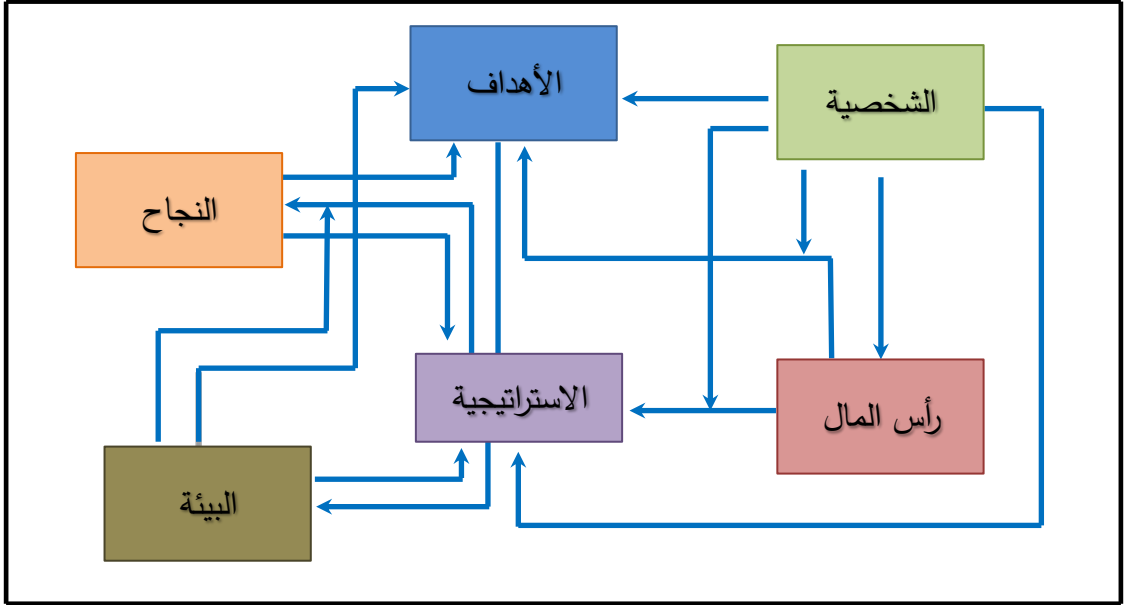 الأهداف
الشخصية
النجاح
الاستراتيجية
رأس المال
البيئة